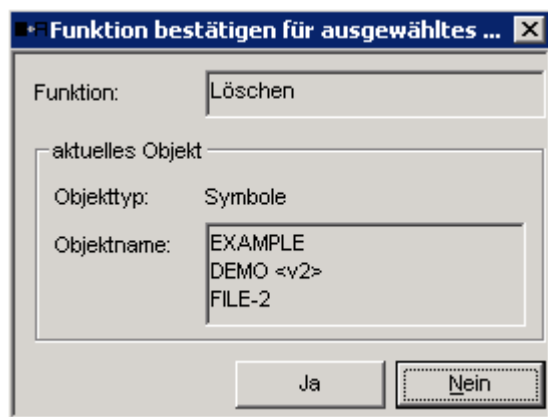 Funktion bestätigen für ausgewähltes ...
Funktion: Löschen
aktuelles Objekt
Objekttyp: Symbole
Objektname: EXAMPLE
DEMO <v2>
FILE-2
Ja Nein